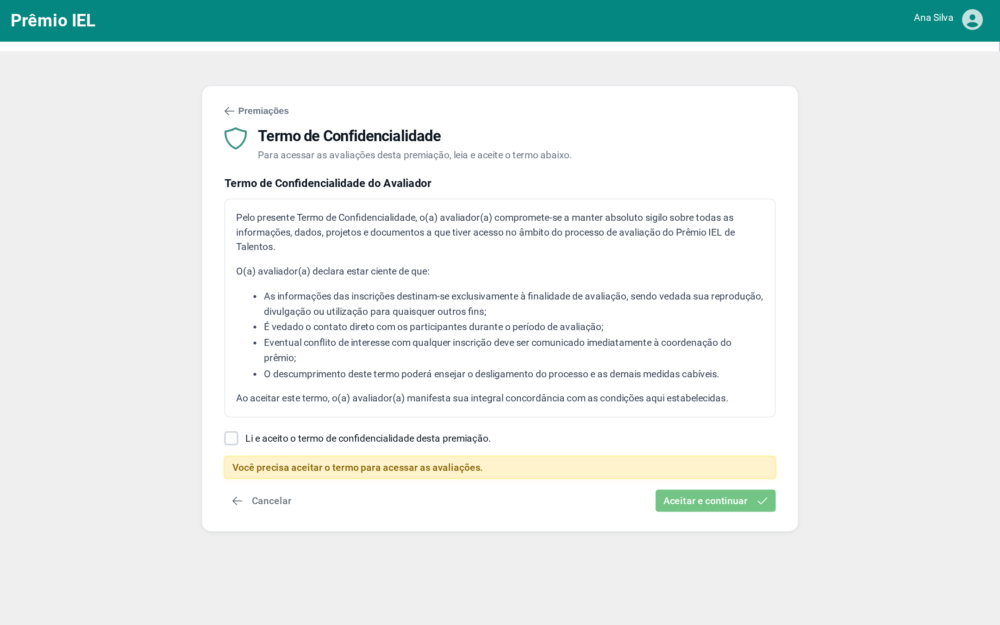 Prêmio IEL
Ana Silva
Premiações
Termo de Confidencialidade
Para acessar as avaliações desta premiação, leia e aceite o termo abaixo.
Termo de Confidencialidade do Avaliador
Pelo presente Termo de Confidencialidade, o(a) avaliador(a) compromete-se a manter absoluto sigilo sobre todas as
informações, dados, projetos e documentos a que tiver acesso no âmbito do processo de avaliação do Prêmio IEL de
Talentos.
O(a) avaliador(a) declara estar ciente de que:
• As informações das inscrições destinam-se exclusivamente à finalidade de avaliação, sendo vedada sua reprodução,
divulgação ou utilização para quaisquer outros fins;
• É vedado o contato direto com os participantes durante o período de avaliação;
• Eventual conflito de interesse com qualquer inscrição deve ser comunicado imediatamente à coordenação do
prêmio;
• O descumprimento deste termo poderá ensejar o desligamento do processo e as demais medidas cabíveis.
Ao aceitar este termo, o(a) avaliador(a) manifesta sua integral concordância com as condições aqui estabelecidas.
Li e aceito o termo de confidencialidade desta premiação.
Você precisa aceitar o termo para acessar as avaliações.
Cancelar
Aceitar e continuar